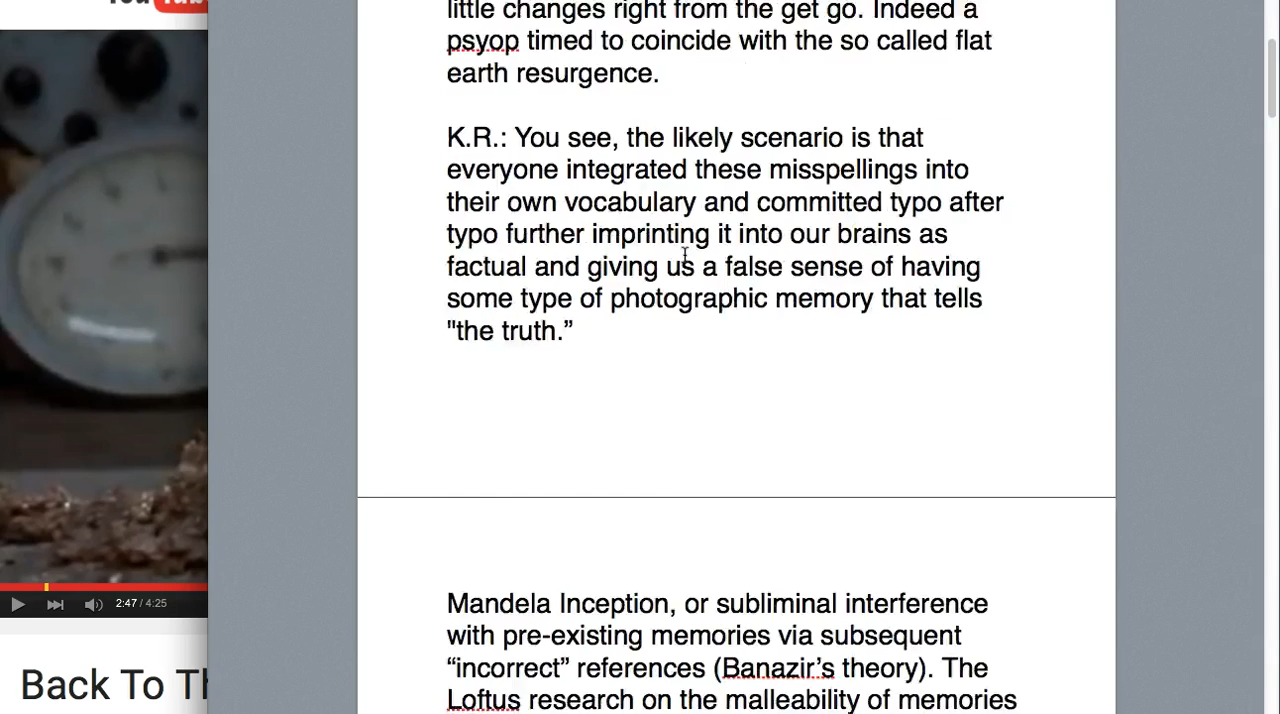 YouTub
little changes right from the get go. Indeed a
psyop timed to coincide with the so called flat
earth resurgence.
K.R.: You see, the likely scenario is that
everyone integrated these misspellings into
their own vocabulary and committed typo after
typo further imprinting it into our brains as
factual and giving us a false sense of having
some type of photographic memory that tells
"the truth.”
Mandela Inception, or subliminal interference
with pre-existing memories via subsequent
“incorrect” references (Banazir’s theory). The
Loftus research on the malleability of memories
2:47 / 4:25
Back To Th